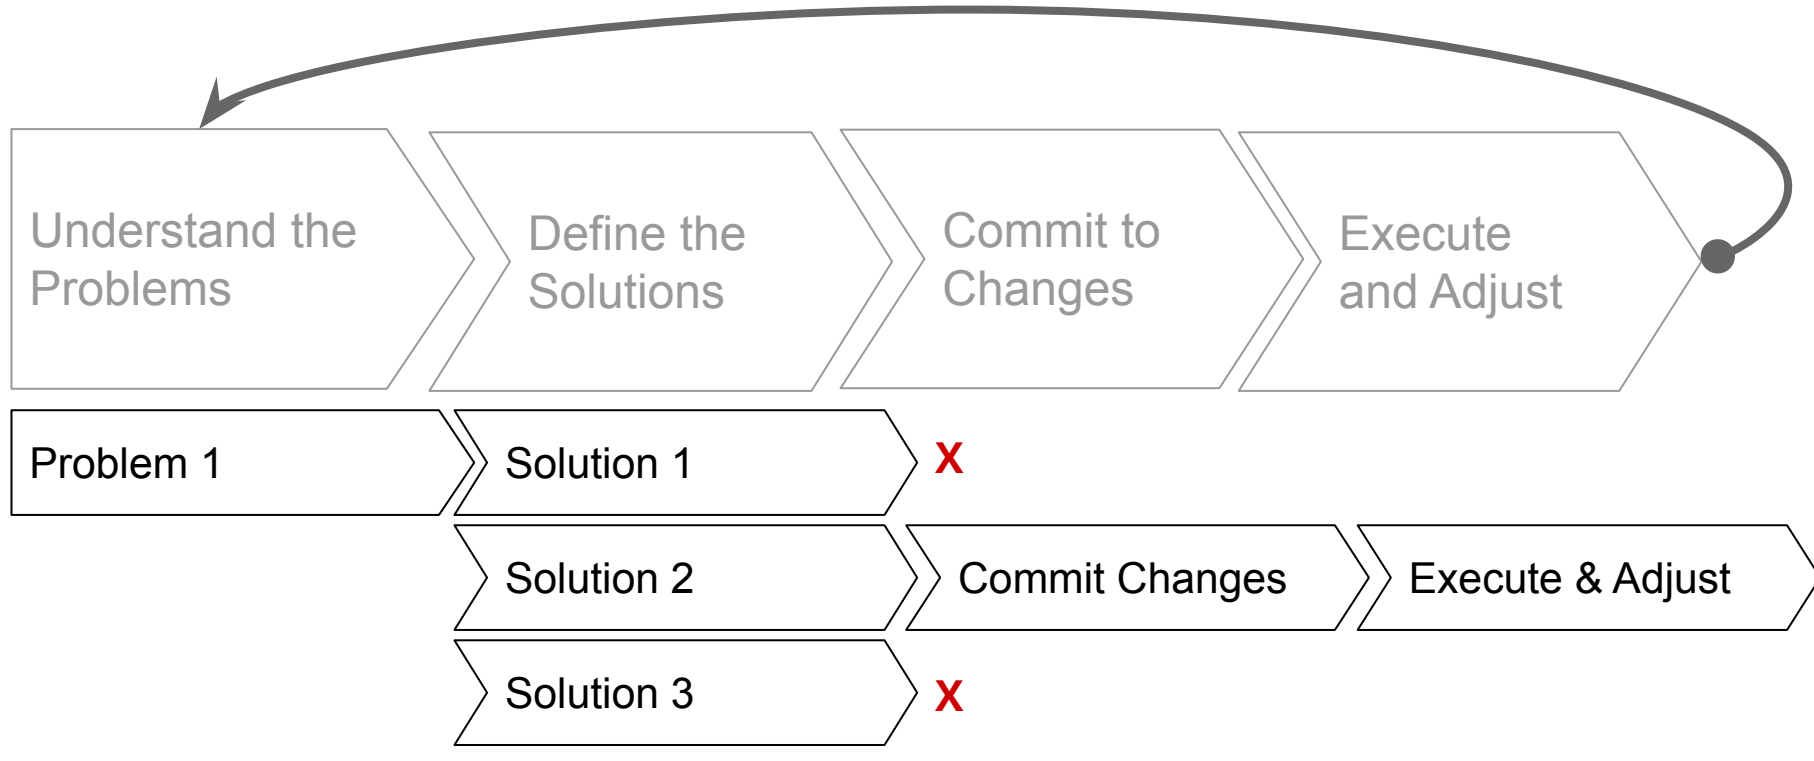 Understand the
Problems
Define the
Solutions
Commit to
Changes
Execute
and Adjust
Problem 1
Solution 1
X
Solution 2
Commit Changes
Execute & Adjust
Solution 3
X